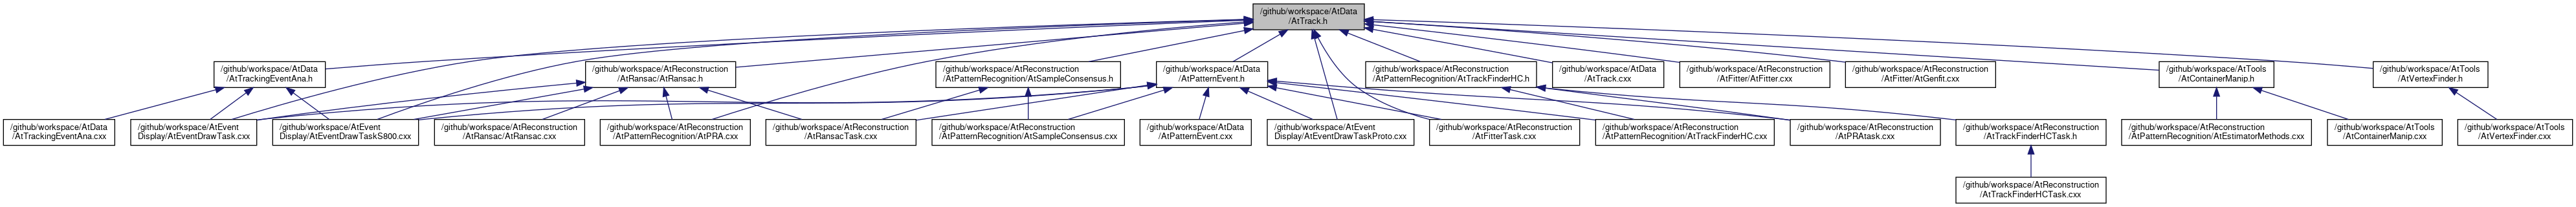 /github/workspace/AtData
/AtTrack.h
/github/workspace/AtData
/AtTrackingEventAna.h
/github/workspace/AtReconstruction
/AtRansac/AtRansac.h
/github/workspace/AtReconstruction
/AtPatternRecognition/AtSampleConsensus.h
/github/workspace/AtData
/AtPatternEvent.h
/github/workspace/AtReconstruction
/AtPatternRecognition/AtTrackFinderHC.h
/github/workspace/AtData
/AtTrack.cxx
/github/workspace/AtReconstruction
/AtFitter/AtFitter.cxx
/github/workspace/AtReconstruction
/AtFitter/AtGenfit.cxx
/github/workspace/AtTools
/AtContainerManip.h
/github/workspace/AtTools
/AtVertexFinder.h
/github/workspace/AtData
/AtTrackingEventAna.cxx
/github/workspace/AtEvent
Display/AtEventDrawTask.cxx
/github/workspace/AtEvent
Display/AtEventDrawTaskS800.cxx
/github/workspace/AtReconstruction
/AtRansac/AtRansac.cxx
/github/workspace/AtReconstruction
/AtPatternRecognition/AtPRA.cxx
/github/workspace/AtReconstruction
/AtRansacTask.cxx
/github/workspace/AtReconstruction
/AtPatternRecognition/AtSampleConsensus.cxx
/github/workspace/AtData
/AtPatternEvent.cxx
/github/workspace/AtEvent
Display/AtEventDrawTaskProto.cxx
/github/workspace/AtReconstruction
/AtFitterTask.cxx
/github/workspace/AtReconstruction
/AtPatternRecognition/AtTrackFinderHC.cxx
/github/workspace/AtReconstruction
/AtPRAtask.cxx
/github/workspace/AtReconstruction
/AtTrackFinderHCTask.h
/github/workspace/AtReconstruction
/AtPatternRecognition/AtEstimatorMethods.cxx
/github/workspace/AtTools
/AtContainerManip.cxx
/github/workspace/AtTools
/AtVertexFinder.cxx
/github/workspace/AtReconstruction
/AtTrackFinderHCTask.cxx